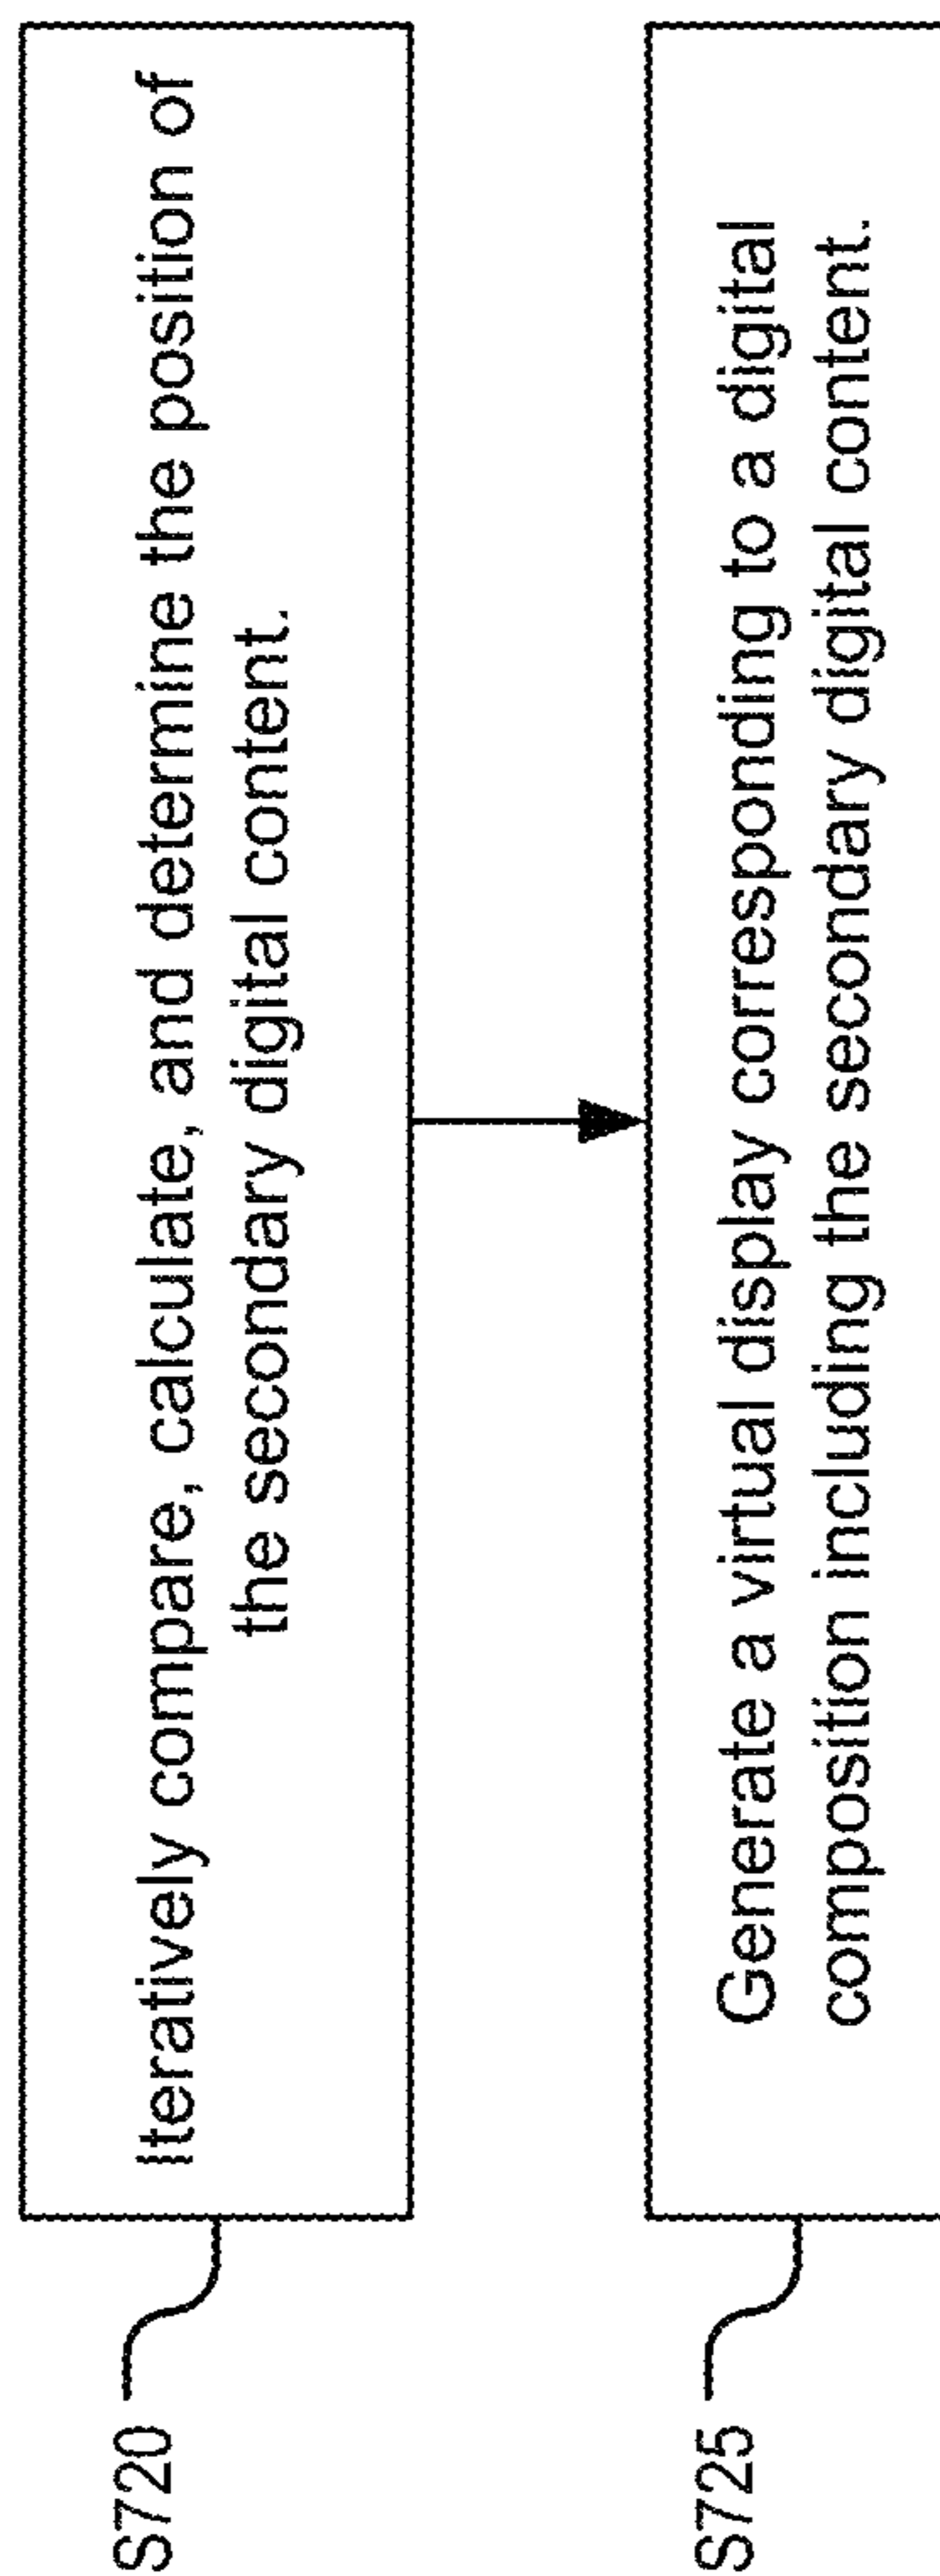 S720
Iteratively compare, calculate, and determine the position of
the secondary digital content.
S725
Generate a virtual display corresponding to a digital
composition including the secondary digital content.